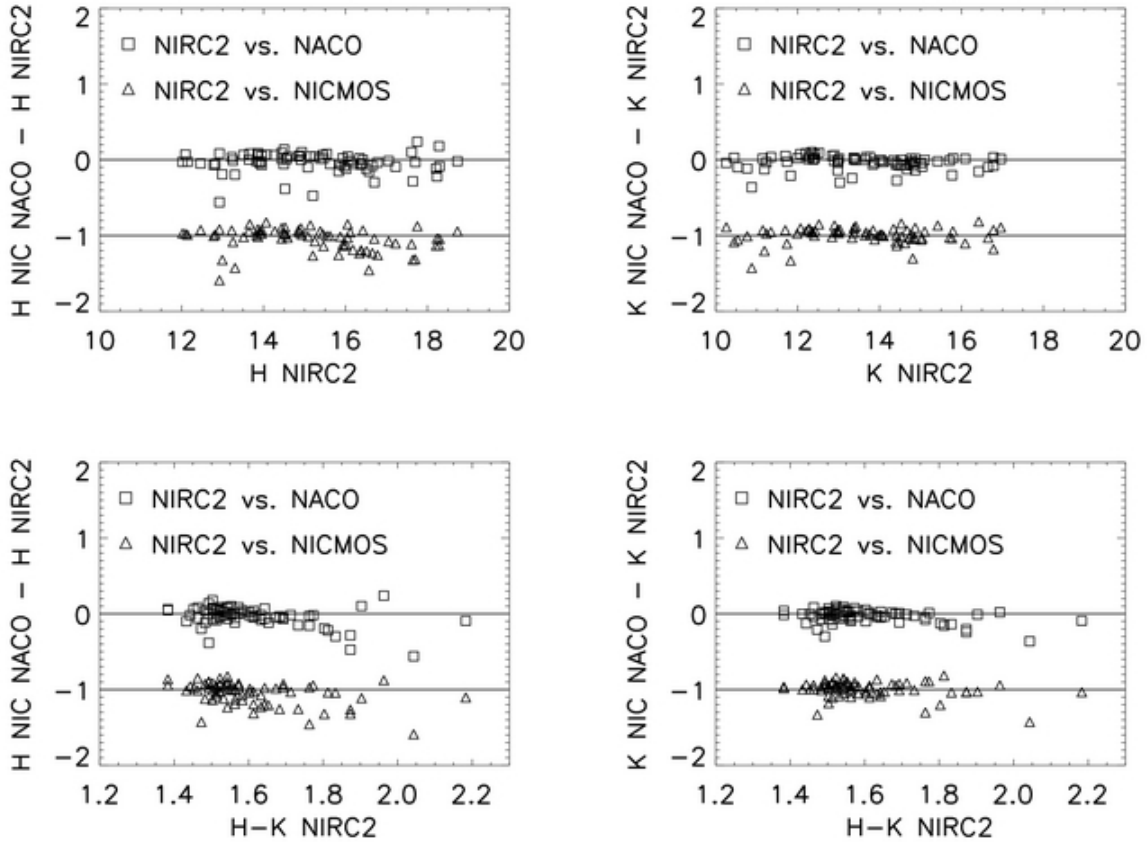 H NIC NACO − H NIRC2
2
1
0
−1
−2
□ NIRC2 vs. NACO
△ NIRC2 vs. NICMOS
10 12 14 16 18 20
H NIRC2
K NIC NACO − K NIRC2
2
1
0
−1
−2
□ NIRC2 vs. NACO
△ NIRC2 vs. NICMOS
10 12 14 16 18 20
K NIRC2
H NIC NACO − H NIRC2
2
1
0
−1
−2
□ NIRC2 vs. NACO
△ NIRC2 vs. NICMOS
1.2 1.4 1.6 1.8 2.0 2.2
H−K NIRC2
K NIC NACO − K NIRC2
2
1
0
−1
−2
□ NIRC2 vs. NACO
△ NIRC2 vs. NICMOS
1.2 1.4 1.6 1.8 2.0 2.2
H−K NIRC2